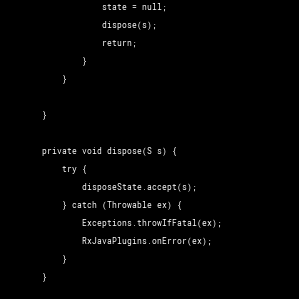 state = null;
dispose(s);
return;
}
}
}
private void dispose(S s) {
try {
disposeState.accept(s);
} catch (Throwable ex) {
Exceptions.throwIfFatal(ex);
RxJavaPlugins.onError(ex);
}
}